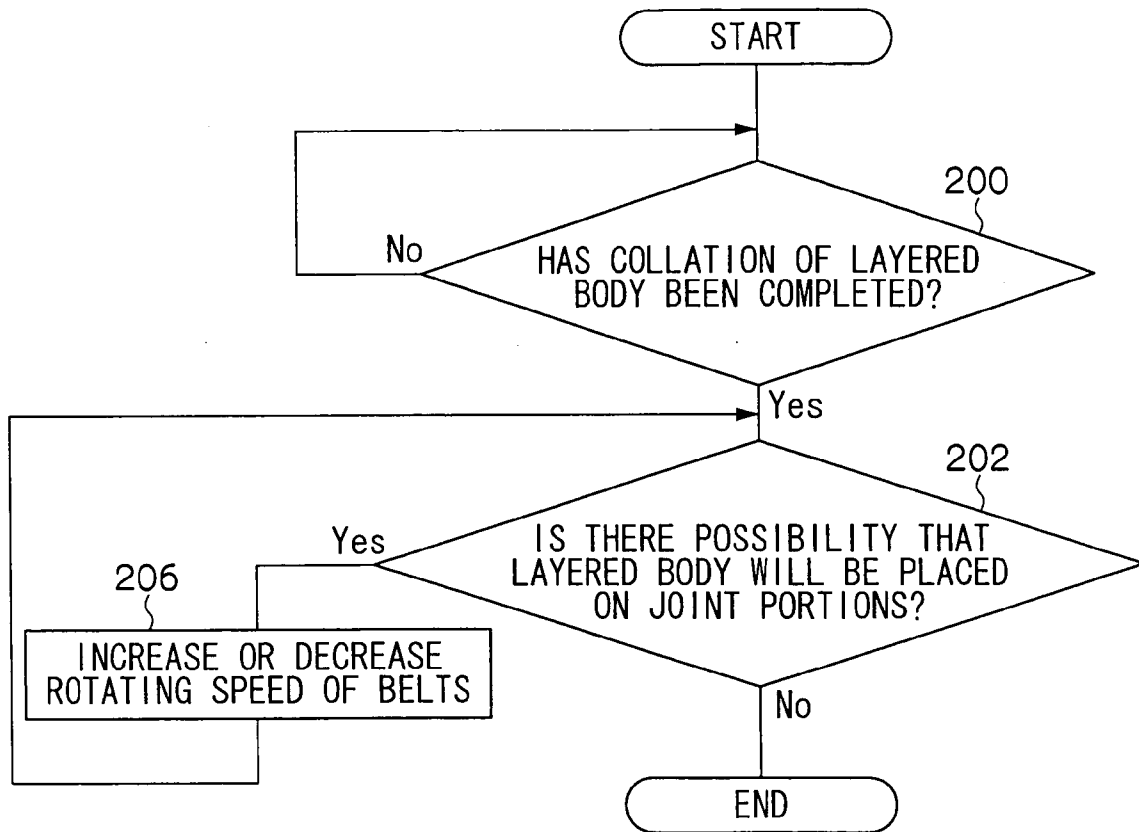 START
200
No
HAS COLLATION OF LAYERED
BODY BEEN COMPLETED?
Yes
202
Yes
IS THERE POSSIBILITY THAT
LAYERED BODY WILL BE PLACED
ON JOINT PORTIONS?
206
INCREASE OR DECREASE
ROTATING SPEED OF BELTS
No
END